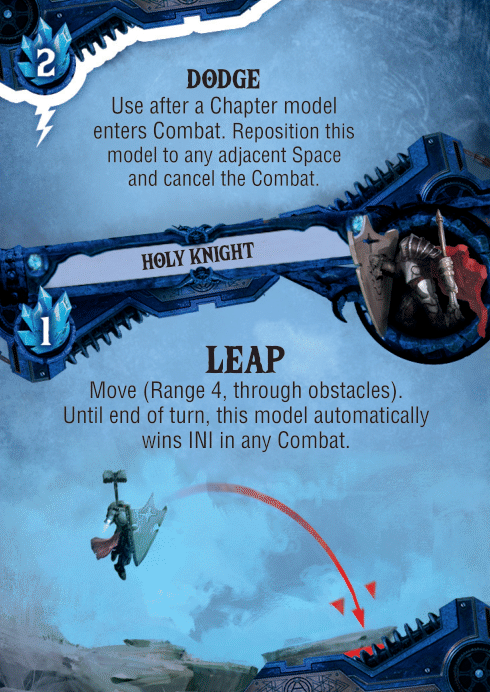 2
DODGE
Use after a Chapter model
enters Combat. Reposition this
model to any adjacent Space
and cancel the Combat.
HOLY KNIGHT
1
LEAP
Move (Range 4, through obstacles).
Until end of turn, this model automatically
wins INI in any Combat.